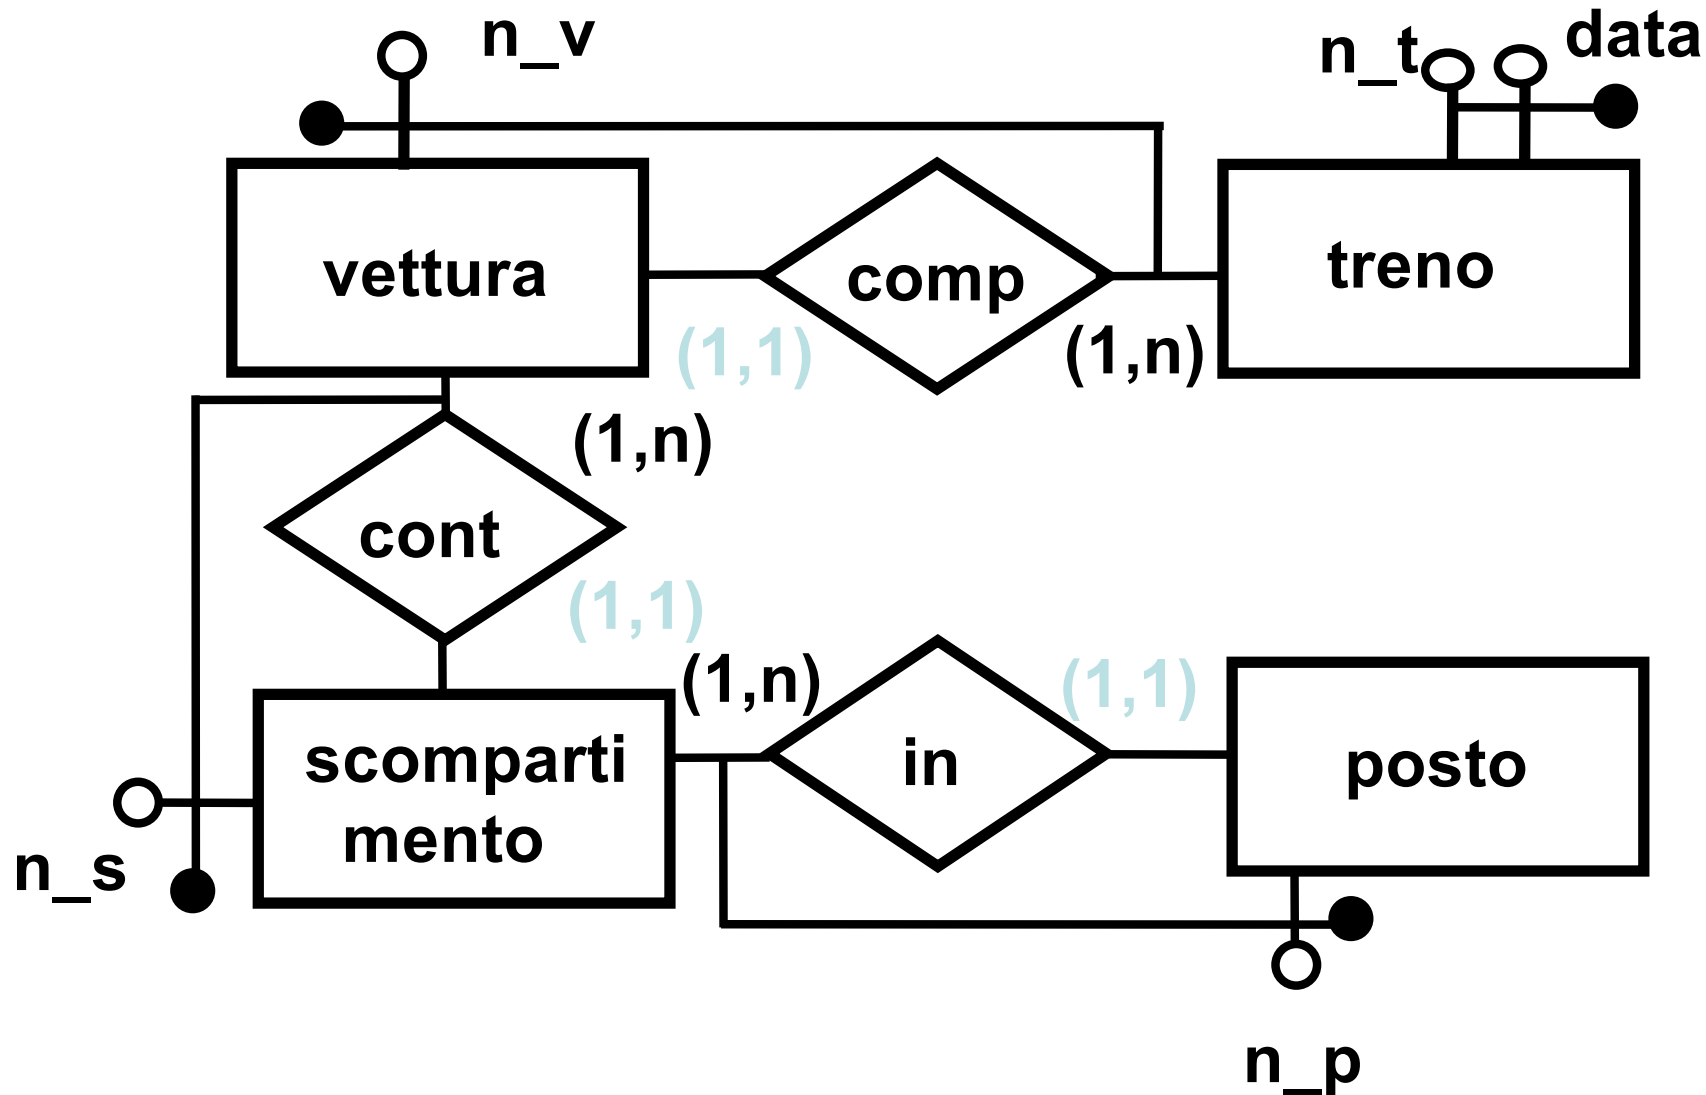 n_v
n_t
data
vettura
comp
treno
(1,1)
(1,n)
(1,n)
cont
(1,1)
(1,n)
(1,1)
scomparti
mento
in
posto
n_s
n_p